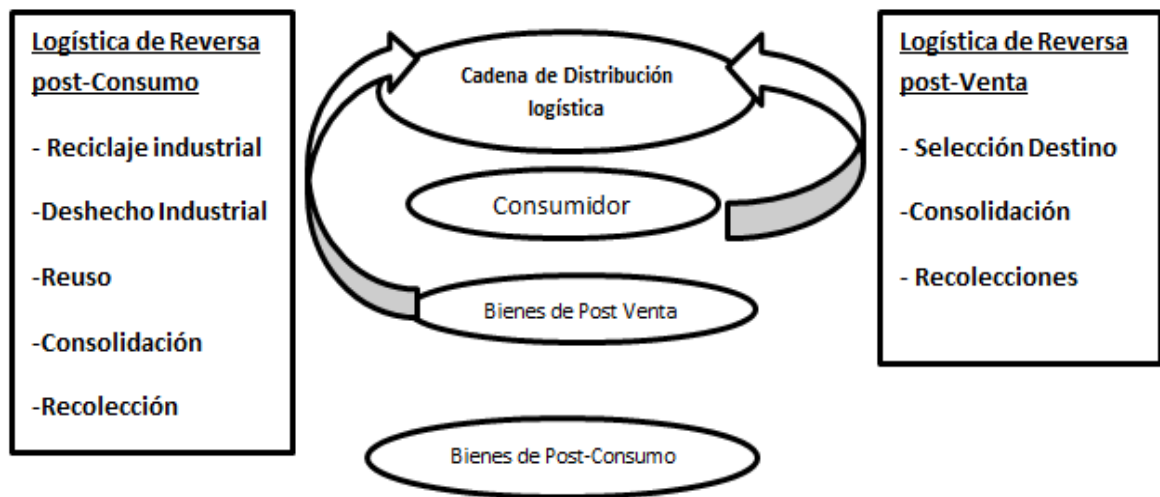 Logística de Reversa
post-Consumo
- Reciclaje industrial
-Deshecho Industrial
-Reuso
-Consolidación
-Recolección
Cadena de Distribución
logística
Consumidor
Bienes de Post Venta
Bienes de Post-Consumo
Logística de Reversa
post-Venta
- Selección Destino
-Consolidación
- Recolecciones